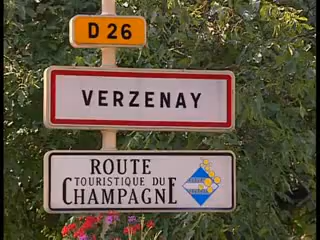 D 26
VERZENAY
ROUTE
TOURISTIQUE DU
CHAMPAGNE